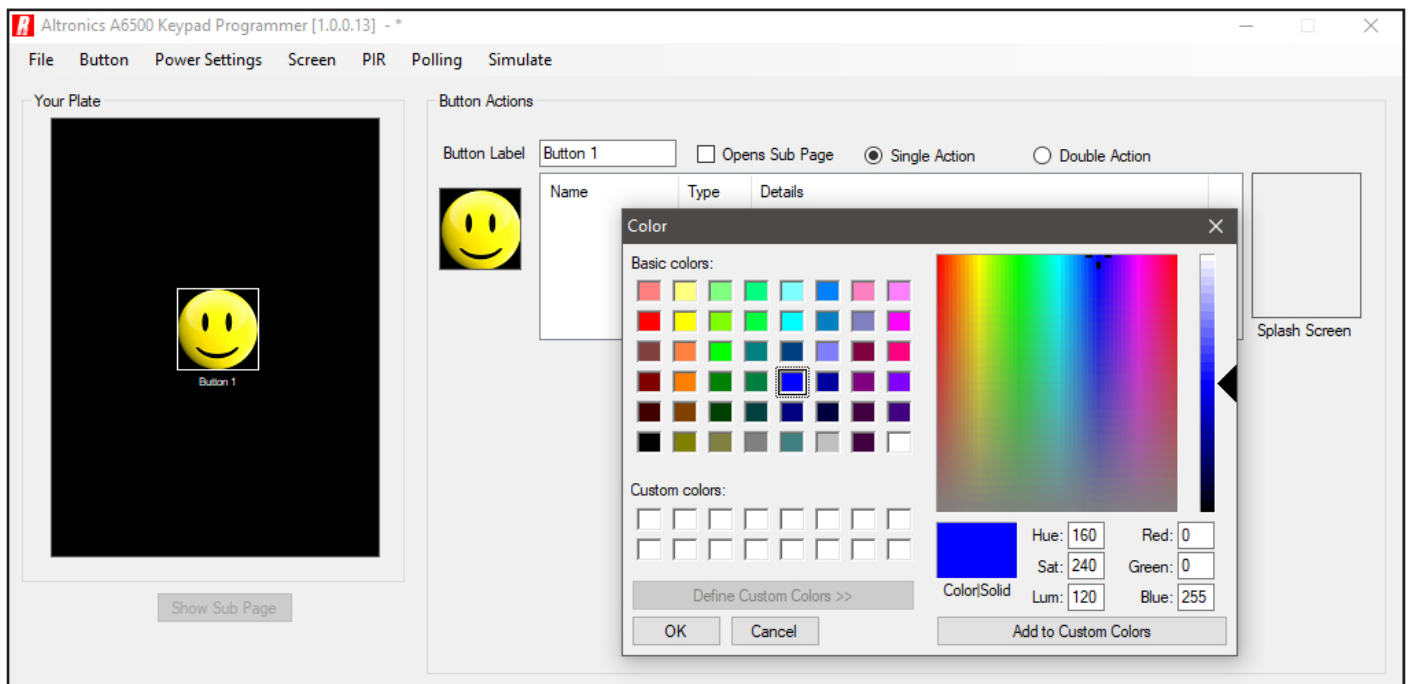 Altronics A6500 Keypad Programmer [1.0.0.13] - *
File Button Power Settings Screen PIR Polling Simulate
Your Plate
Button 1
Show Sub Page
Button Actions
Button Label Button 1 Opens Sub Page Single Action Double Action
Name Type Details
Splash Screen
Color
Basic colors:
Custom colors:
Define Custom Colors >>
OK Cancel
Color|Solid
Hue: 160 Red: 0
Sat: 240 Green: 0
Lum: 120 Blue: 255
Add to Custom Colors